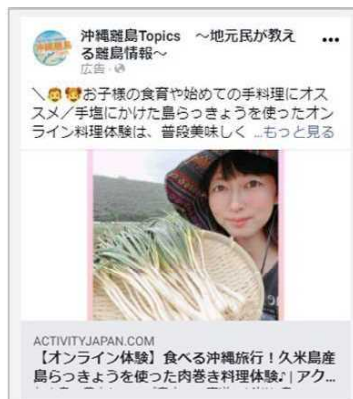 沖縄離島Topics ～地元民が教え
る離島情報～
広告
＼👦👧お子様の食育や始めての手料理にオス
スメ／手塩にかけた島らっきょうを使ったオン
ライン料理体験は、普段美味しく ...もっと見る
ACTIVITYJAPAN.COM
【オンライン体験】食べる沖縄旅行！久米島産
島らっきょうを使った肉巻き料理体験♪ | アク...